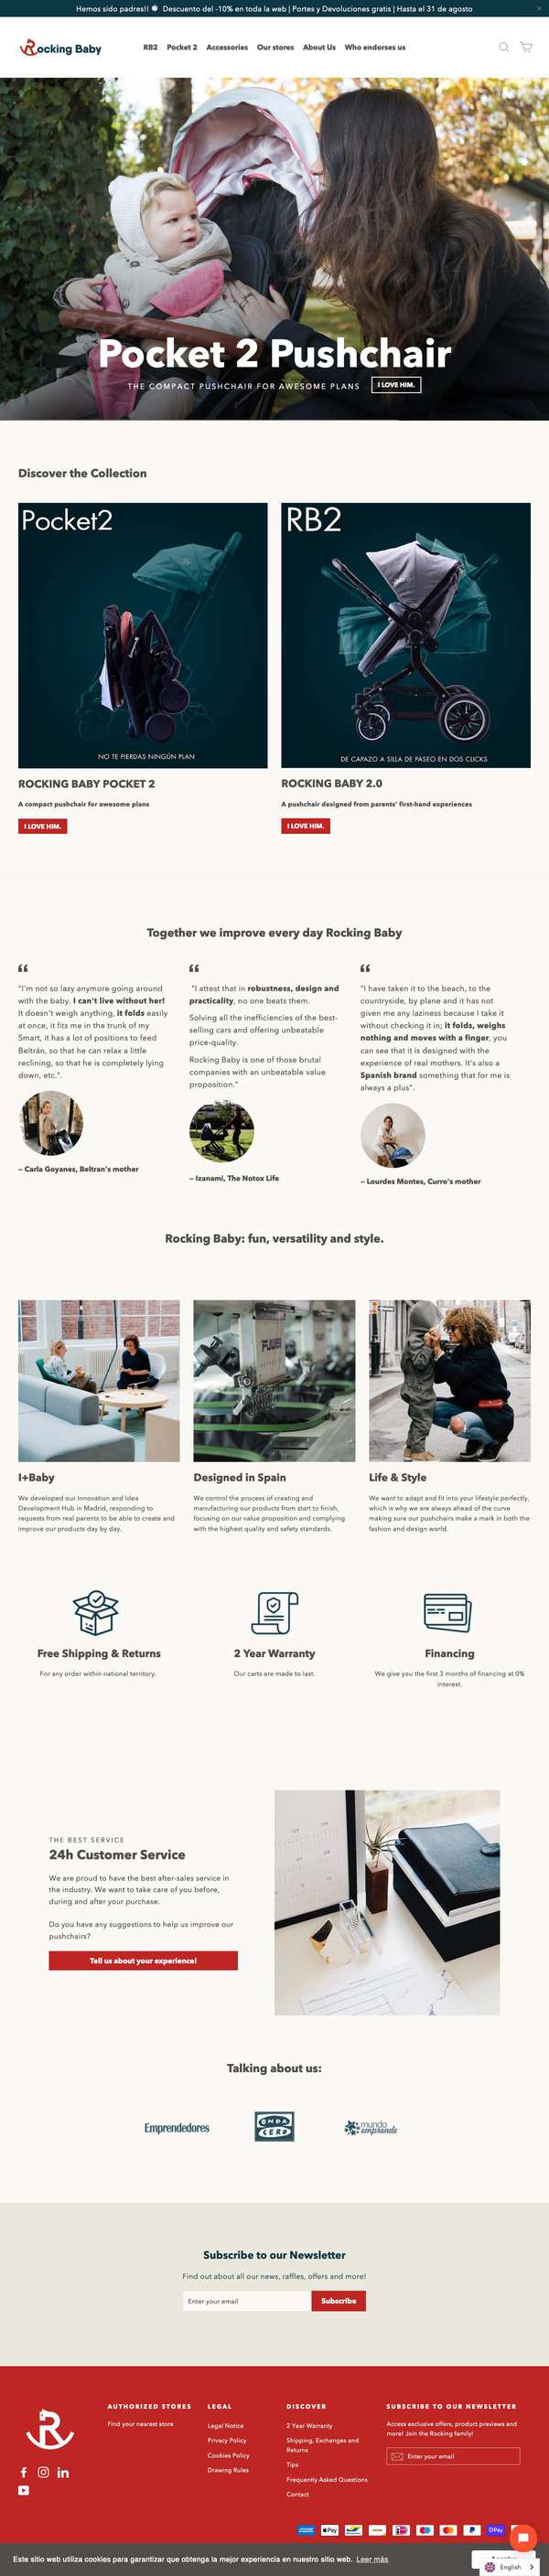 Hemos sido padres!! Descuento del -10% en toda la web | Portes y Devoluciones gratis | Hasta el 31 de agosto
Rocking Baby
RB2 Pocket 2 Accessories Our stores About Us Who endorses us
Pocket 2 Pushchair
THE COMPACT PUSHCHAIR FOR AWESOME PLANS
I LOVE HIM.
Discover the Collection
Pocket2
NO TE PIERDAS NINGÚN PLAN
ROCKING BABY POCKET 2
A compact pushchair for awesome plans
I LOVE HIM.
RB2
DE CAPAZO A SILLA DE PASEO EN DOS CLICKS
ROCKING BABY 2.0
A pushchair designed from parents' first-hand experiences
I LOVE HIM.
Together we improve every day Rocking Baby
"I'm not so lazy anymore going around
with the baby. I can't live without her!
It doesn't weigh anything, it folds easily
at once, it fits me in the trunk of my
Smart, it has a lot of positions to feed
Beltrán, so that he can relax a little
reclining, so that he is completely lying
down, etc.".
– Carla Goyanes, Beltran's mother
"I attest that in robustness, design and
practicality, no one beats them.
Solving all the inefficiencies of the best-
selling cars and offering unbeatable
price-quality.
Rocking Baby is one of those brutal
companies with an unbeatable value
proposition."
– Izanami, The Notox Life
"I have taken it to the beach, to the
countryside, by plane and it has not
given me any laziness because I take it
without checking it in; it folds, weighs
nothing and moves with a finger, you
can see that it is designed with the
experience of real mothers. It's also a
Spanish brand something that for me is
always a plus".
– Lourdes Montes, Curro's mother
Rocking Baby: fun, versatility and style.
I+Baby
We developed our Innovation and Idea
Development Hub in Madrid, responding to
requests from real parents to be able to create and
improve our products day by day.
Designed in Spain
We control the process of creating and
manufacturing our products from start to finish,
focusing on our value proposition and complying
with the highest quality and safety standards.
Life & Style
We want to adapt and fit into your lifestyle perfectly,
which is why we are always ahead of the curve
making sure our pushchairs make a mark in both the
fashion and design world.
Free Shipping & Returns
For any order within national territory.
2 Year Warranty
Our carts are made to last.
Financing
We give you the first 3 months of financing at 0%
interest.
THE BEST SERVICE
24h Customer Service
We are proud to have the best after-sales service in
the industry. We want to take care of you before,
during and after your purchase.
Do you have any suggestions to help us improve our
pushchairs?
Tell us about your experience!
Talking about us:
Emprendedores
ONDA
CERO
mundo
emprende
Subscribe to our Newsletter
Find out about all our news, raffles, offers and more!
Enter your email
Subscribe
AUTHORIZED STORES
Find your nearest store
LEGAL
Legal Notice
Privacy Policy
Cookies Policy
Drawing Rules
DISCOVER
2 Year Warranty
Shipping, Exchanges and
Returns
Tips
Frequently Asked Questions
Contact
SUBSCRIBE TO OUR NEWSLETTER
Access exclusive offers, product previews and
more! Join the Rocking family!
Enter your email
Este sitio web utiliza cookies para garantizar que obtenga la mejor experiencia en nuestro sitio web. Leer más
English